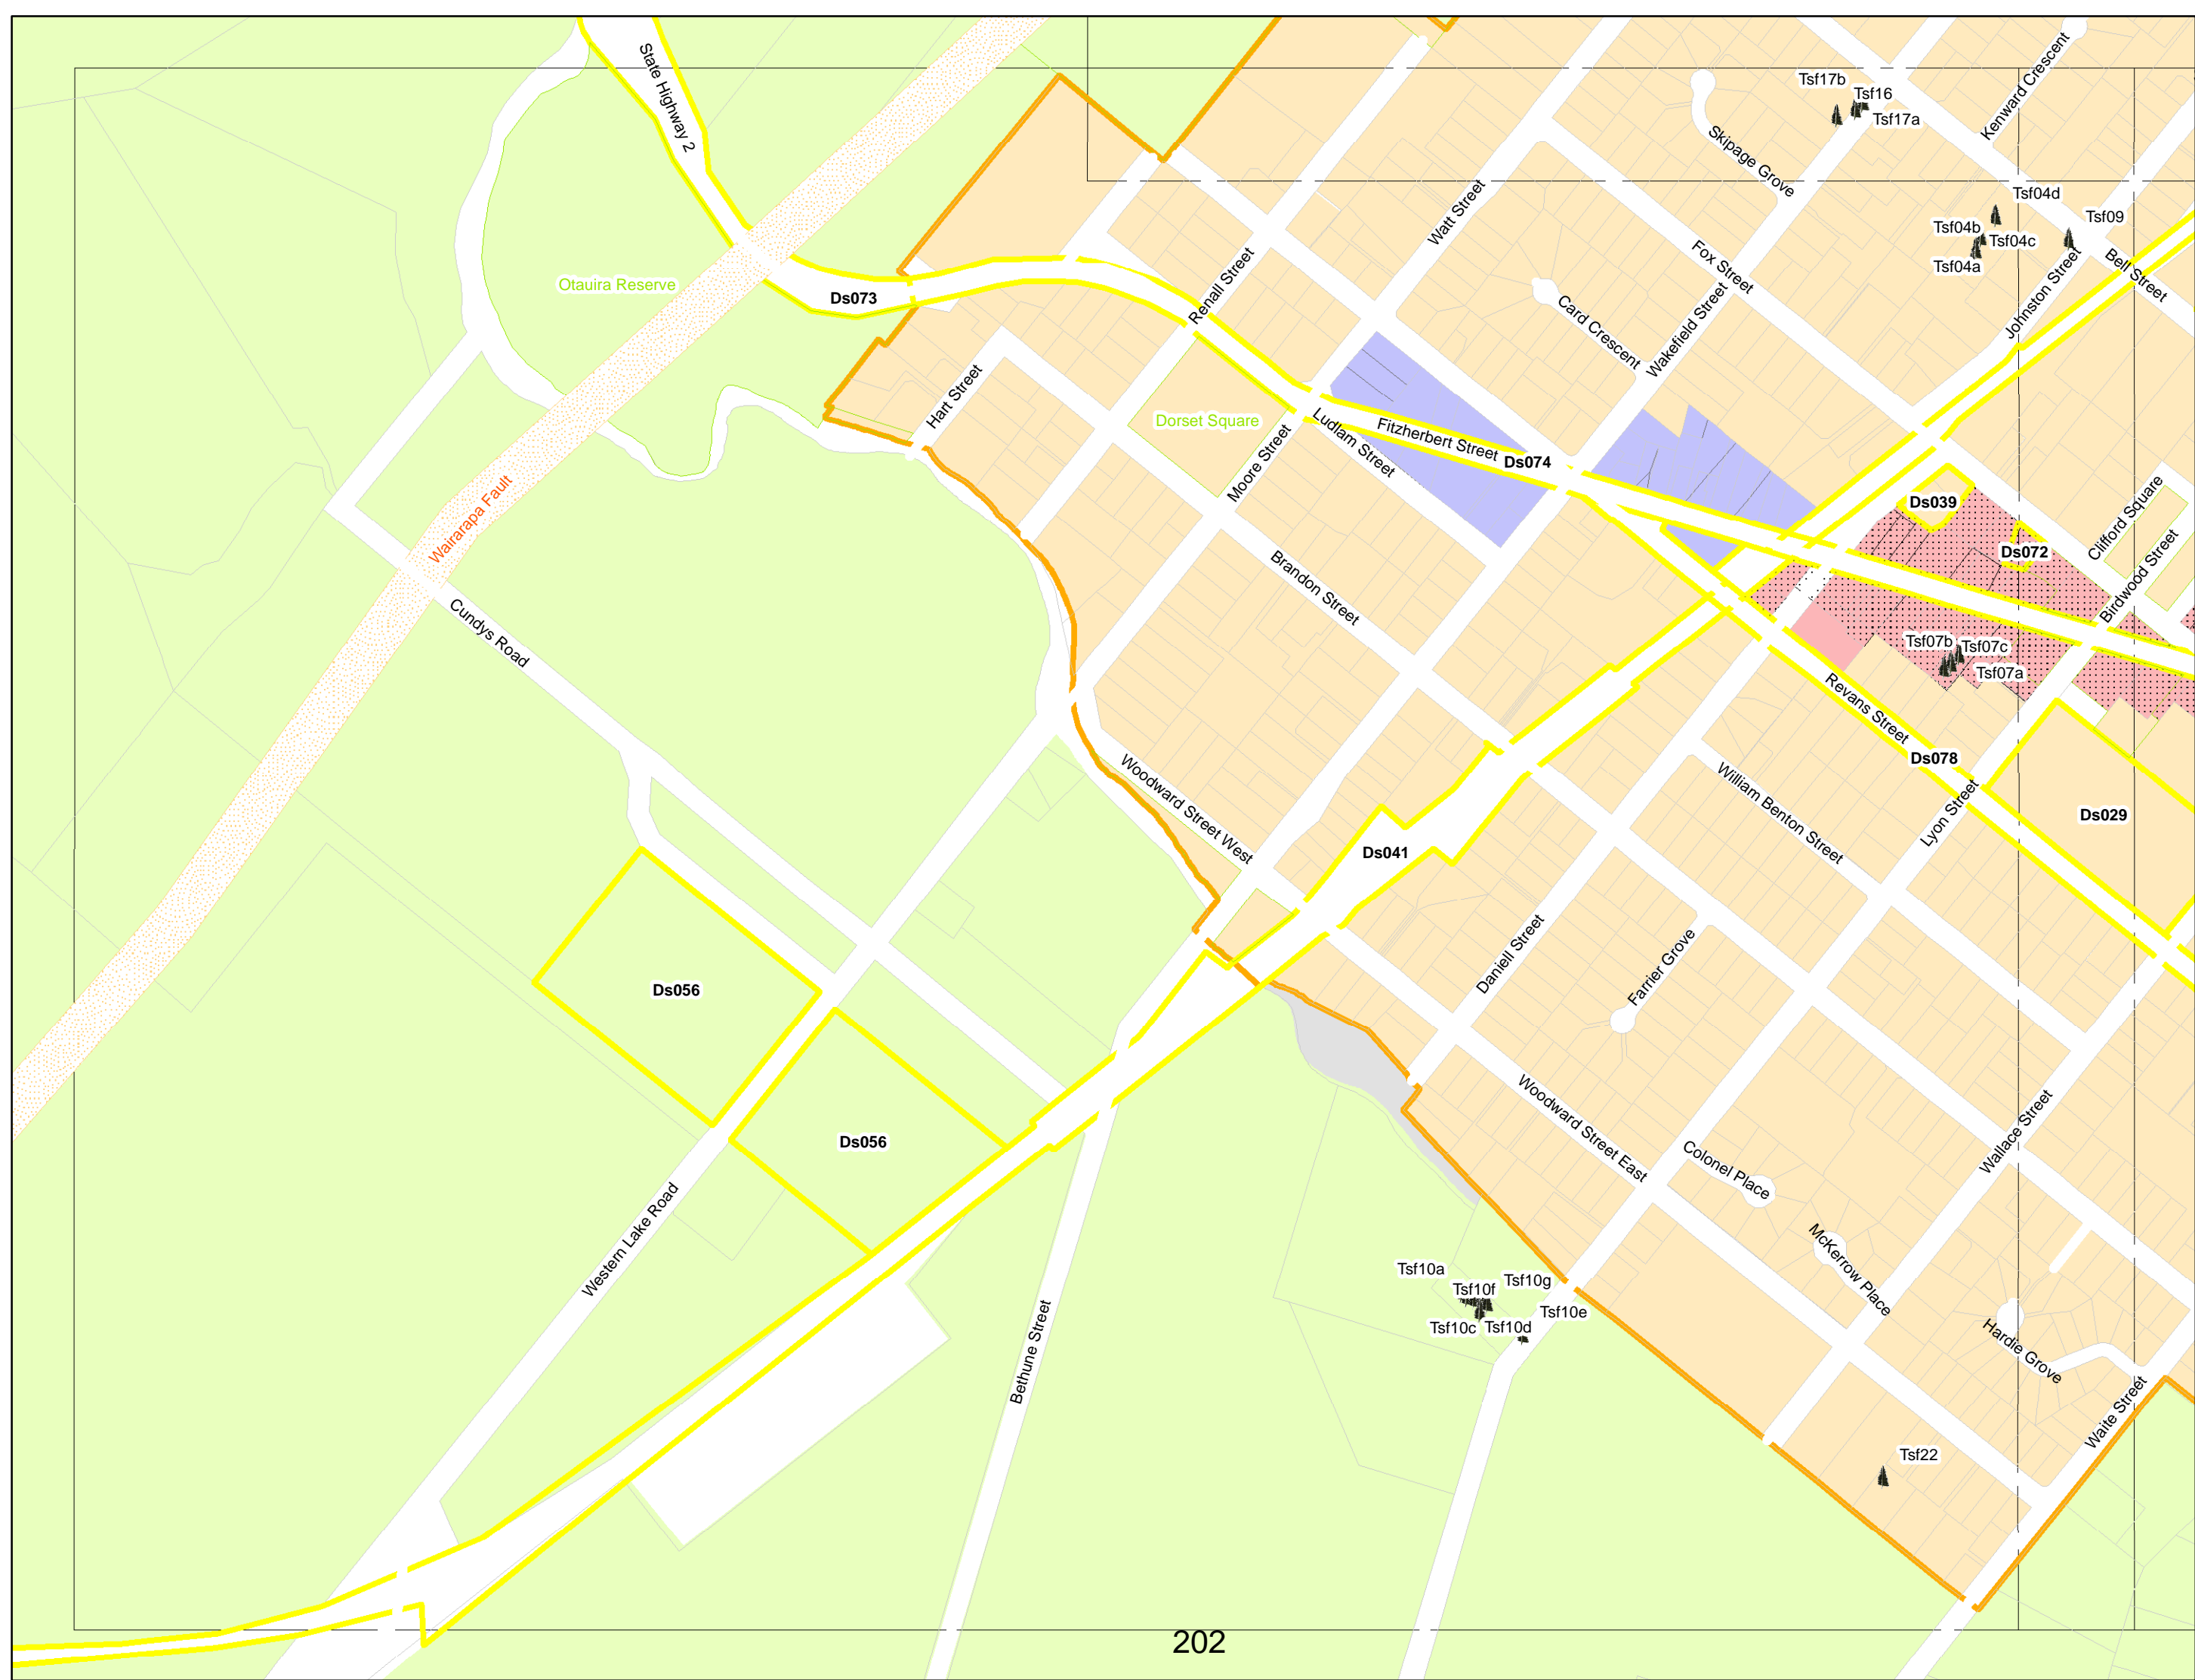 State Highway 2
Kenward Crescent
Tsf17b
Tsf16
Tsf17a
Skipage Grove
Tsf04d
Tsf09
Tsf04b
Tsf04c
Tsf04a
Watt Street
Fox Street
Bell Street
Johnston Street
Renall Street
Otauira Reserve
Ds073
Card Crescent
Wakefield Street
Hart Street
Dorset Square
Moore Street
Ludlam Street
Fitzherbert Street
Ds074
Ds039
Ds072
Clifford Square
Birdwood Street
Wairarapa Fault
Brandon Street
Cundys Road
Tsf07b
Tsf07c
Tsf07a
Revans Street
Ds078
Woodward Street West
William Benton Street
Lyon Street
Ds029
Ds041
Daniell Street
Farrier Grove
Ds056
Ds056
Woodward Street East
Colonel Place
Wallace Street
McKerrow Place
Western Lake Road
Bethune Street
Tsf10a
Tsf10f
Tsf10g
Tsf10e
Tsf10c
Tsf10d
Hardie Grove
Waite Street
Tsf22
202